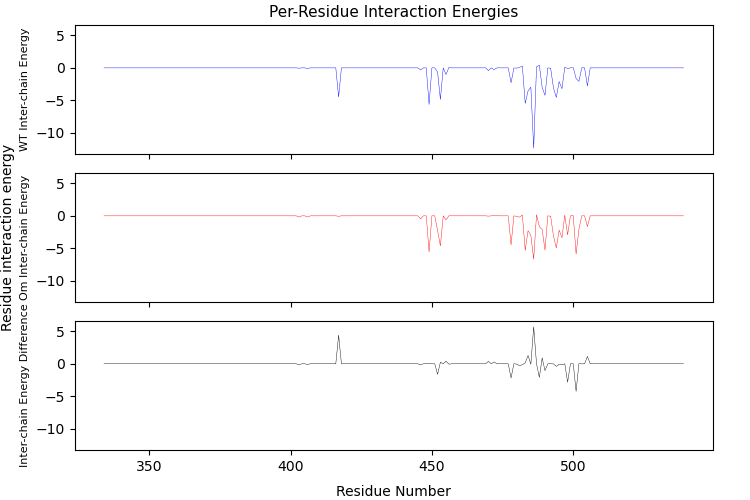 Per-Residue Interaction Energies
WT Inter-chain Energy
5
0
−5
−10
Residue interaction energy
Om Inter-chain Energy
5
0
−5
−10
Inter-chain Energy Difference
5
0
−5
−10
350
400
450
500
Residue Number